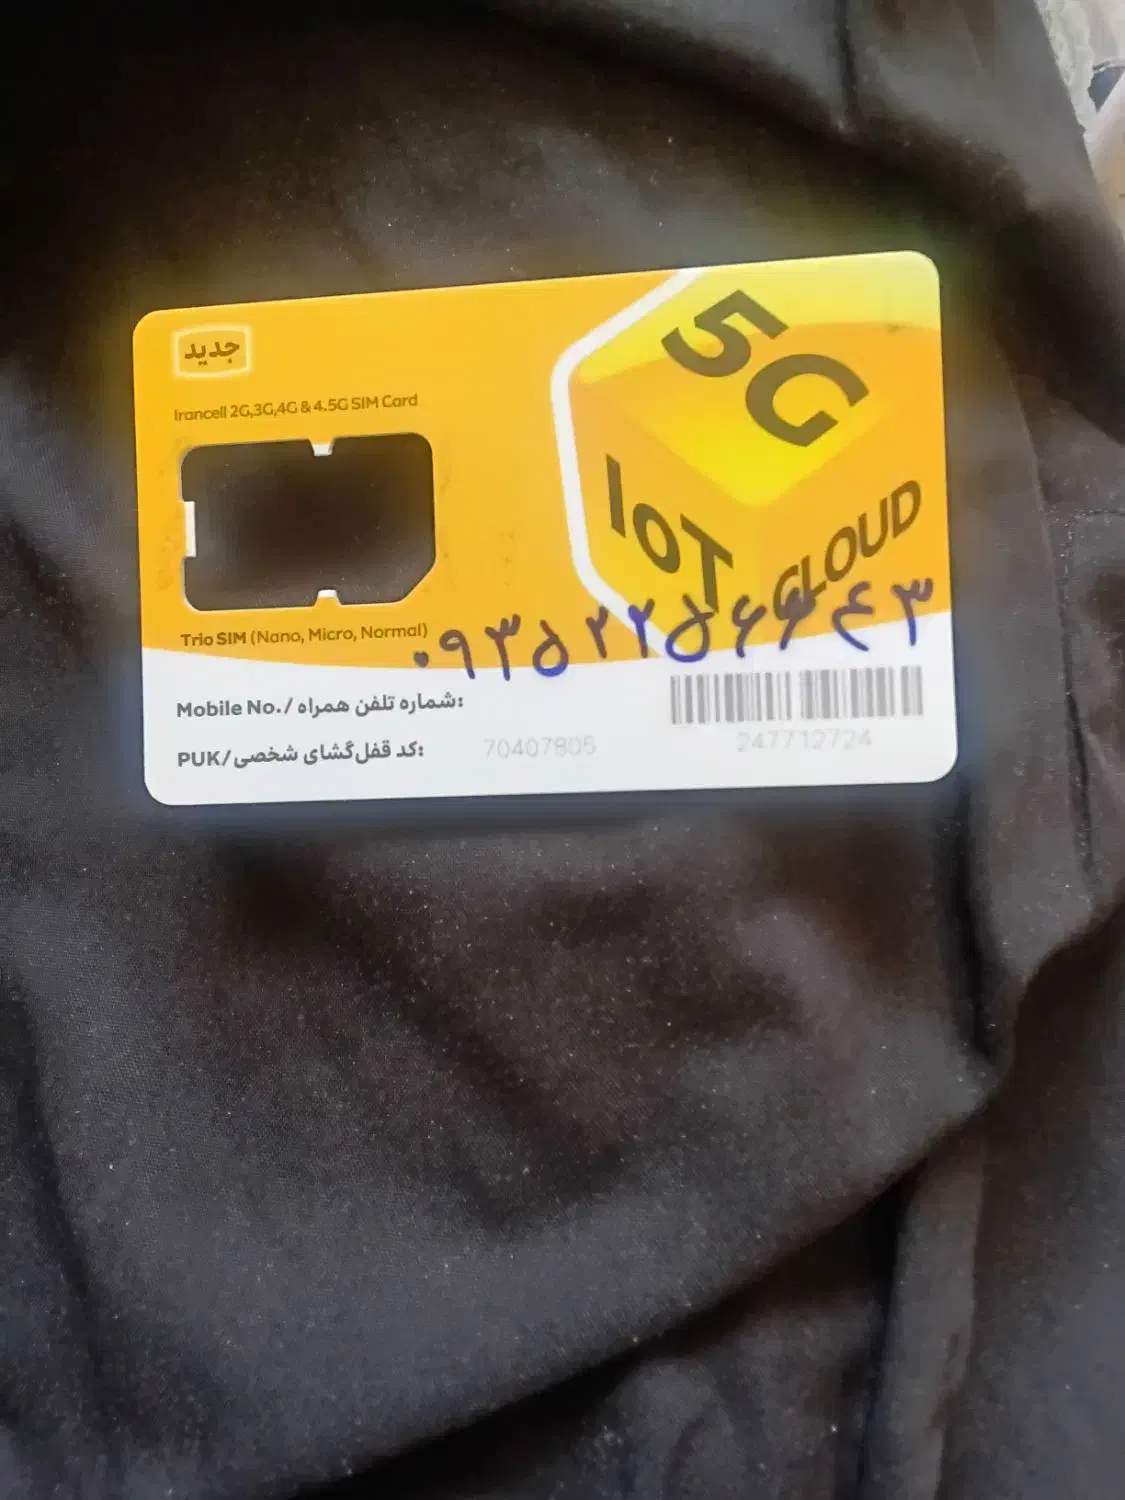 جدید
Irancell 2G,3G,4G & 4.5G SIM Card
5G
IoT
CLOUD
Trio SIM (Nano, Micro, Normal)
۰۹۳۵۲۲۵۶۶۴۳
Mobile No./شماره تلفن همراه:
PUK/کد قفل‌گشای شخصی: 70407805
247712724